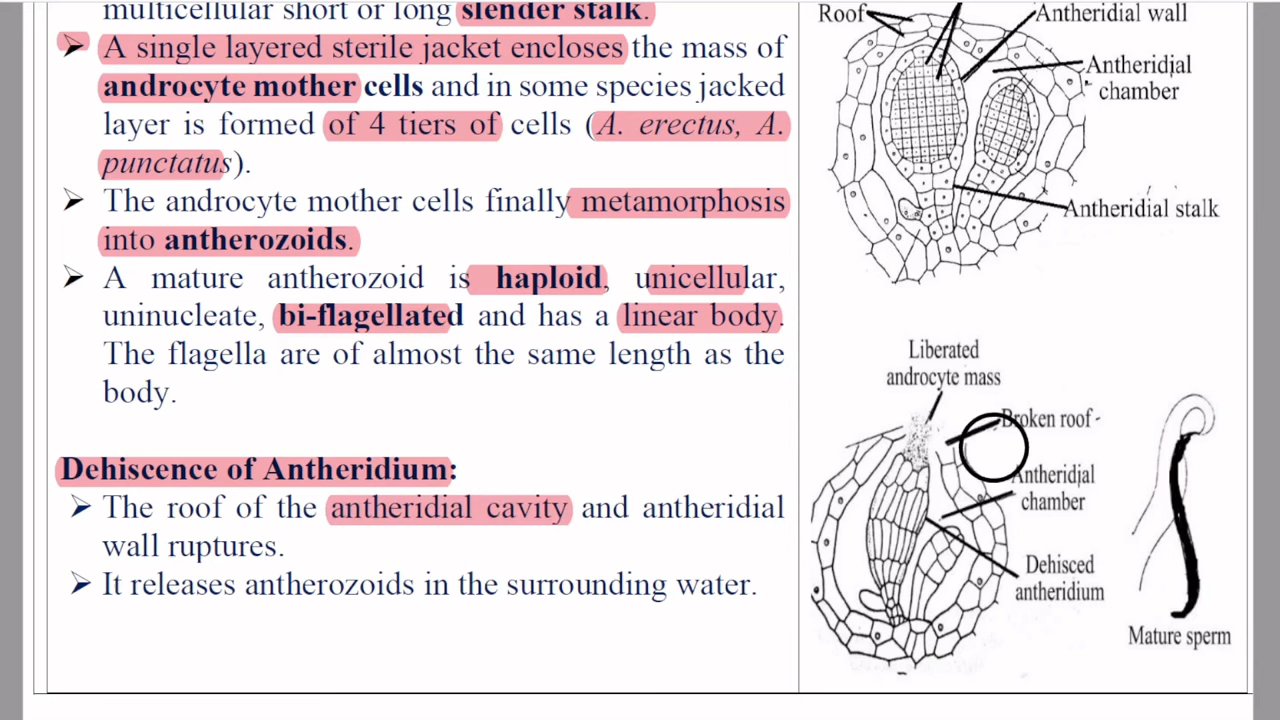 multicellular short or long slender stalk.
➤ A single layered sterile jacket encloses the mass of
androcyte mother cells and in some species jacked
layer is formed of 4 tiers of cells (A. erectus, A.
punctatus).
➤ The androcyte mother cells finally metamorphosis
into antherozoids.
➤ A mature antherozoid is haploid, unicellular,
uninucleate, bi-flagellated and has a linear body.
The flagella are of almost the same length as the
body.
Dehiscence of Antheridium:
➤ The roof of the antheridial cavity and antheridial
wall ruptures.
➤ It releases antherozoids in the surrounding water.
Roof
Antheridial wall
Antheridial
chamber
Antheridial stalk
Liberated
androcyte mass
Broken roof
Antheridial
chamber
Dehisced
antheridium
Mature sperm